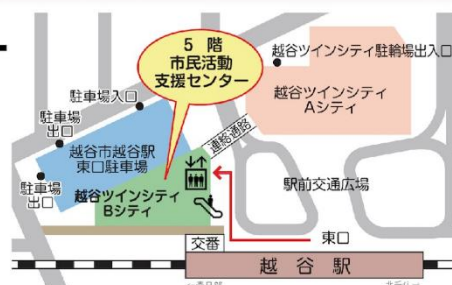 5 階
市民活動
支援センター
越谷ツインシティ駐輪場出入口
越谷ツインシティ
Aシティ
駐車場入口
駐車場
出口
連絡通路
越谷市越谷駅
東口駐車場
駐車場
出口
越谷ツインシティ
Bシティ
駅前交通広場
交番
東口
越谷駅